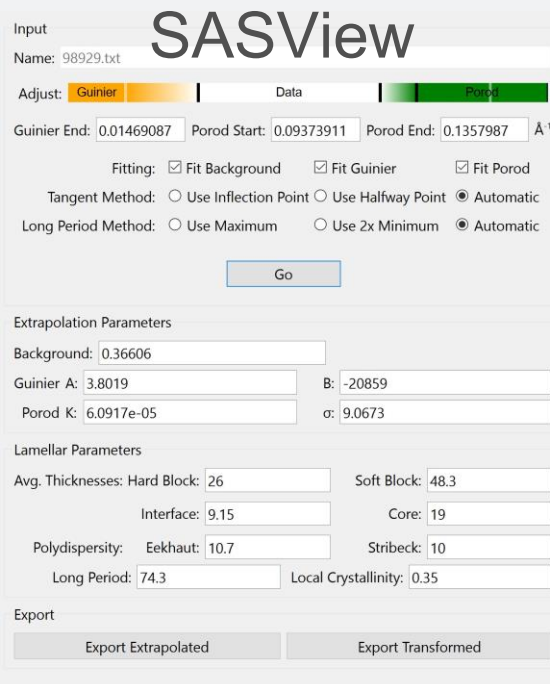 SASView
Input
Name: 98929.txt
Adjust: Guinier Data Porod
Guinier End: 0.01469087 Porod Start: 0.09373911 Porod End: 0.1357987 Å⁻¹
Fitting: Fit Background Fit Guinier Fit Porod
Tangent Method: Use Inflection Point Use Halfway Point Automatic
Long Period Method: Use Maximum Use 2x Minimum Automatic
Go
Extrapolation Parameters
Background: 0.36606
Guinier A: 3.8019 B: -20859
Porod K: 6.0917e-05 σ: 9.0673
Lamellar Parameters
Avg. Thicknesses: Hard Block: 26 Soft Block: 48.3
Interface: 9.15 Core: 19
Polydispersity: Eekhaut: 10.7 Stribeck: 10
Long Period: 74.3 Local Crystallinity: 0.35
Export
Export Extrapolated Export Transformed